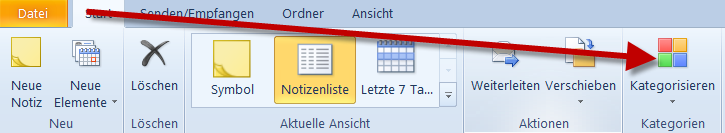 Datei Start Senden/Empfangen Ordner Ansicht
Neue Notiz
Neue Elemente
Löschen
Symbol
Notizenliste
Letzte 7 Ta...
Weiterleiten
Verschieben
Kategorisieren
Neu
Löschen
Aktuelle Ansicht
Aktionen
Kategorien